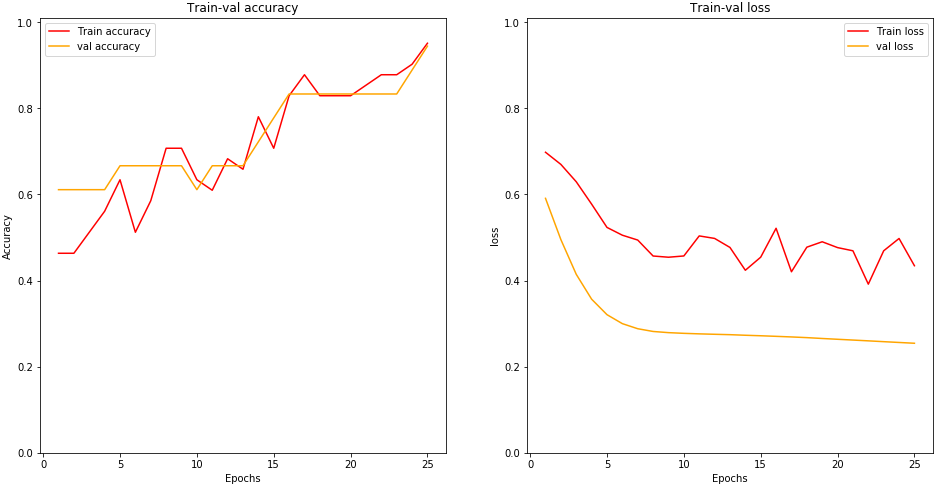 Train-val accuracy
1.0
0.8
0.6
0.4
0.2
0.0
Accuracy
Train accuracy
val accuracy
0
5
10
15
20
25
Epochs
Train-val loss
1.0
0.8
0.6
0.4
0.2
0.0
loss
Train loss
val loss
0
5
10
15
20
25
Epochs